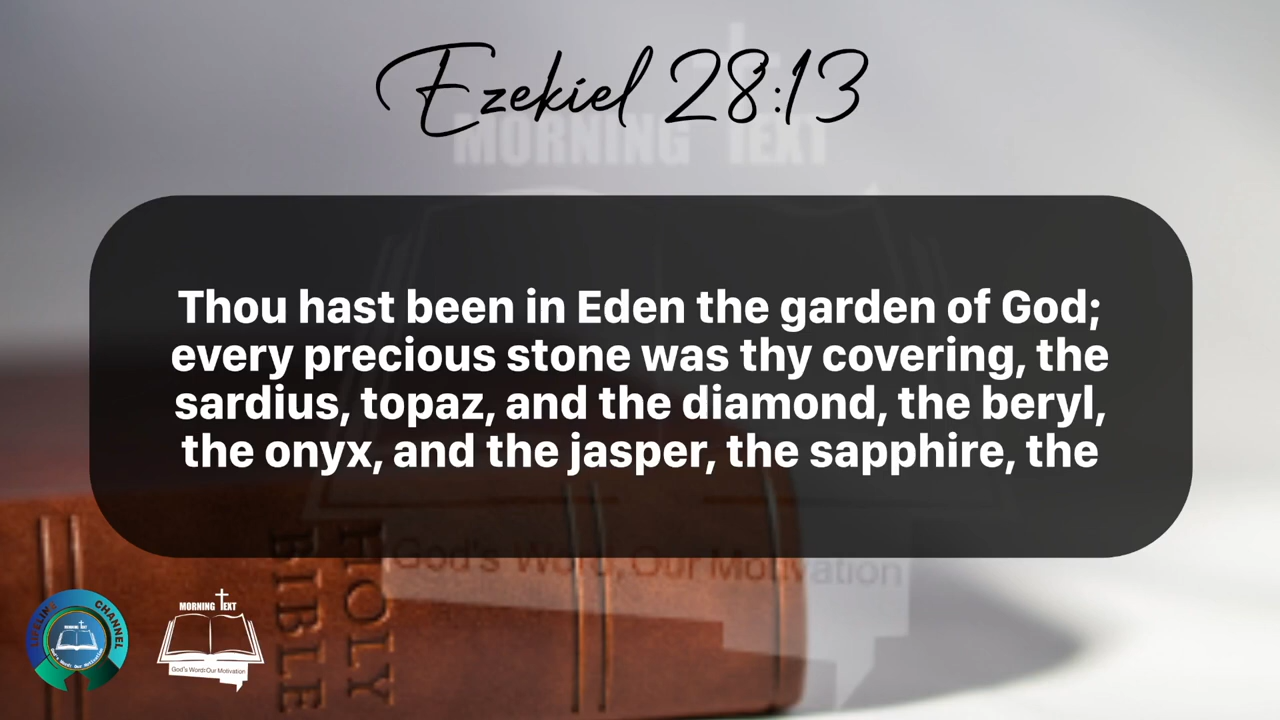 Ezekiel 28:13
MORNING TEXT
Thou hast been in Eden the garden of God;
every precious stone was thy covering, the
sardius, topaz, and the diamond, the beryl,
the onyx, and the jasper, the sapphire, the
God's Word, Our Motivation
HOLY
BIBLE
LIFELINE CHANNEL
MORNING TEXT
God's Word: Our Motivation